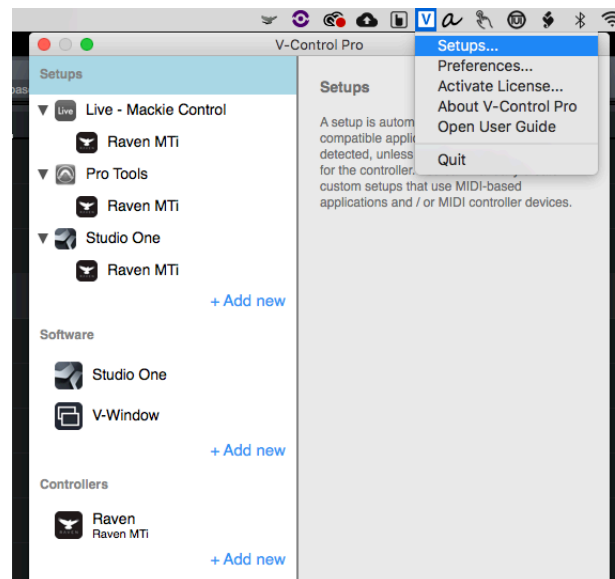 V-Control Pro
Setups...
Preferences...
Activate License...
About V-Control Pro
Open User Guide
Quit
Setups
Live
Live - Mackie Control
Raven MTi
Pro Tools
Raven MTi
Studio One
Raven MTi
+ Add new
Software
Studio One
V-Window
+ Add new
Controllers
Raven
Raven MTi
+ Add new
Setups
A setup is autom
compatible applic
detected, unless
for the controller.
custom setups that use MIDI-based
applications and / or MIDI controller devices.